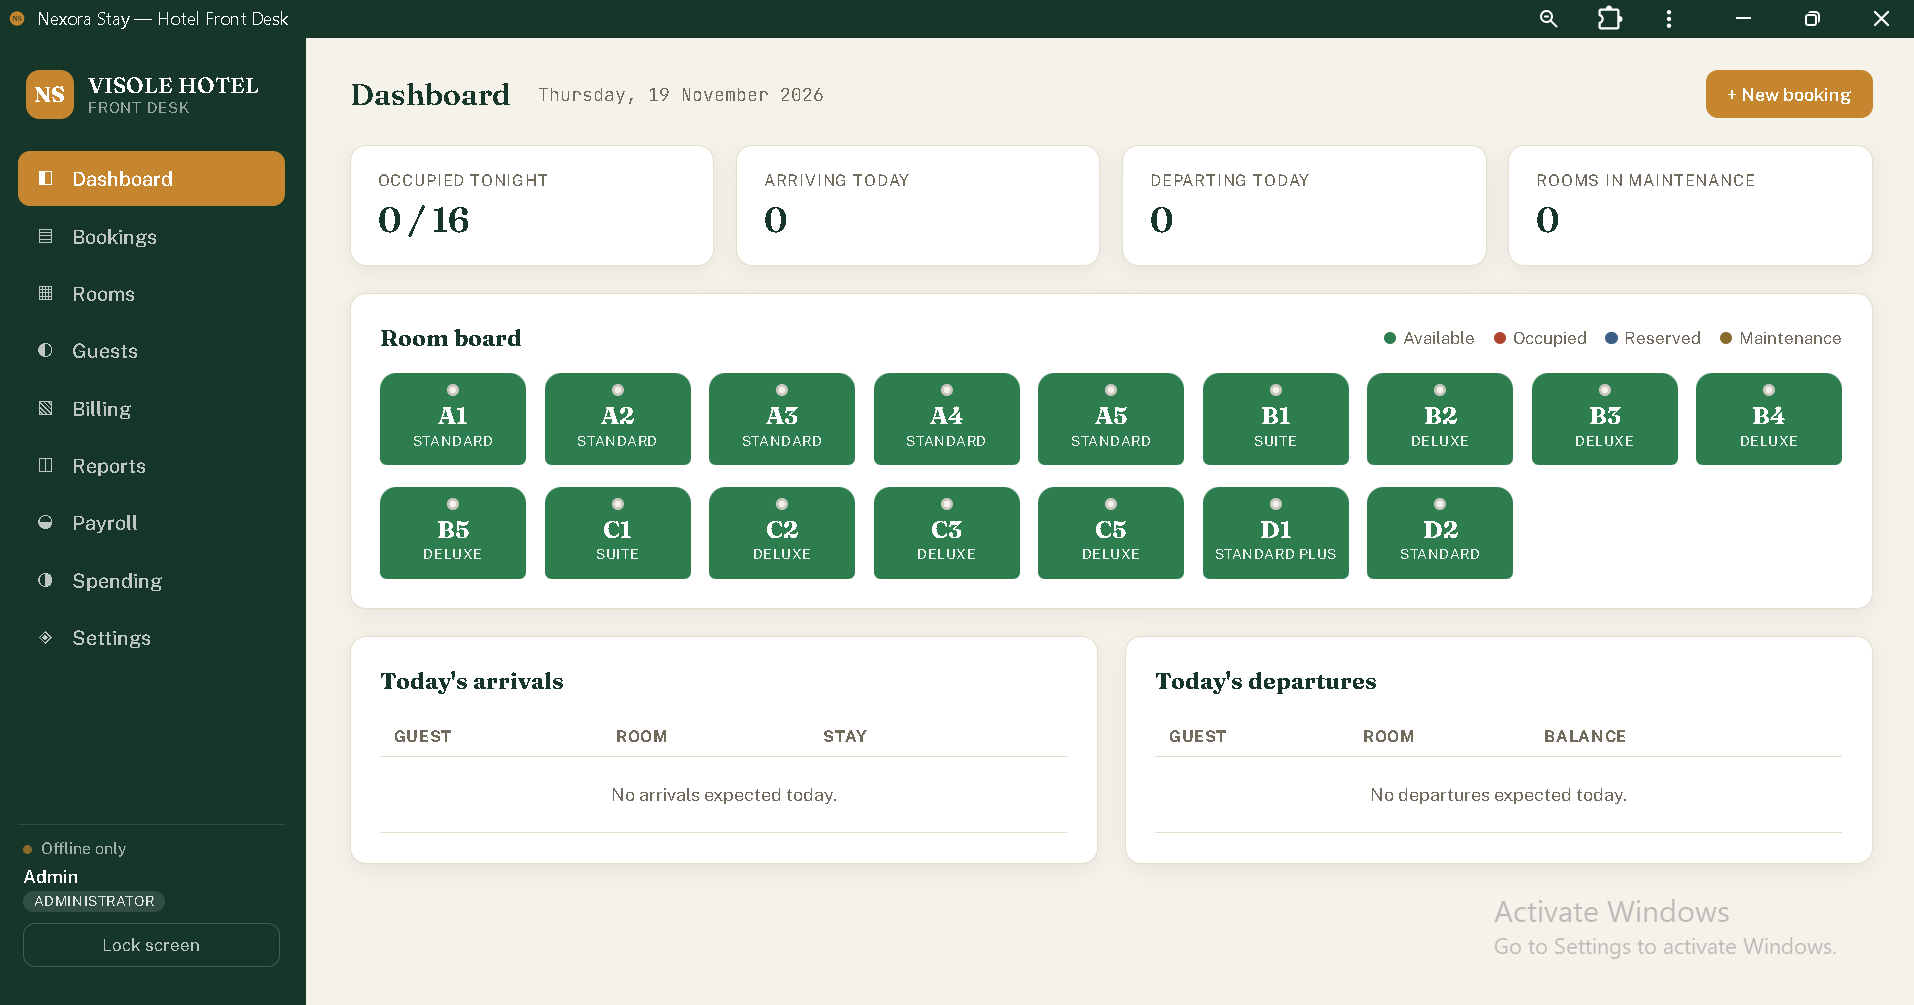 NS Nexora Stay — Hotel Front Desk
NS VISOLE HOTEL
FRONT DESK
Dashboard
Bookings
Rooms
Guests
Billing
Reports
Payroll
Spending
Settings
Offline only
Admin
ADMINISTRATOR
Lock screen
Dashboard Thursday, 19 November 2026
+ New booking
OCCUPIED TONIGHT
0 / 16
ARRIVING TODAY
0
DEPARTING TODAY
0
ROOMS IN MAINTENANCE
0
Room board
Available Occupied Reserved Maintenance
A1
STANDARD
A2
STANDARD
A3
STANDARD
A4
STANDARD
A5
STANDARD
B1
SUITE
B2
DELUXE
B3
DELUXE
B4
DELUXE
B5
DELUXE
C1
SUITE
C2
DELUXE
C3
DELUXE
C5
DELUXE
D1
STANDARD PLUS
D2
STANDARD
Today's arrivals
GUEST ROOM STAY
No arrivals expected today.
Today's departures
GUEST ROOM BALANCE
No departures expected today.
Activate Windows
Go to Settings to activate Windows.